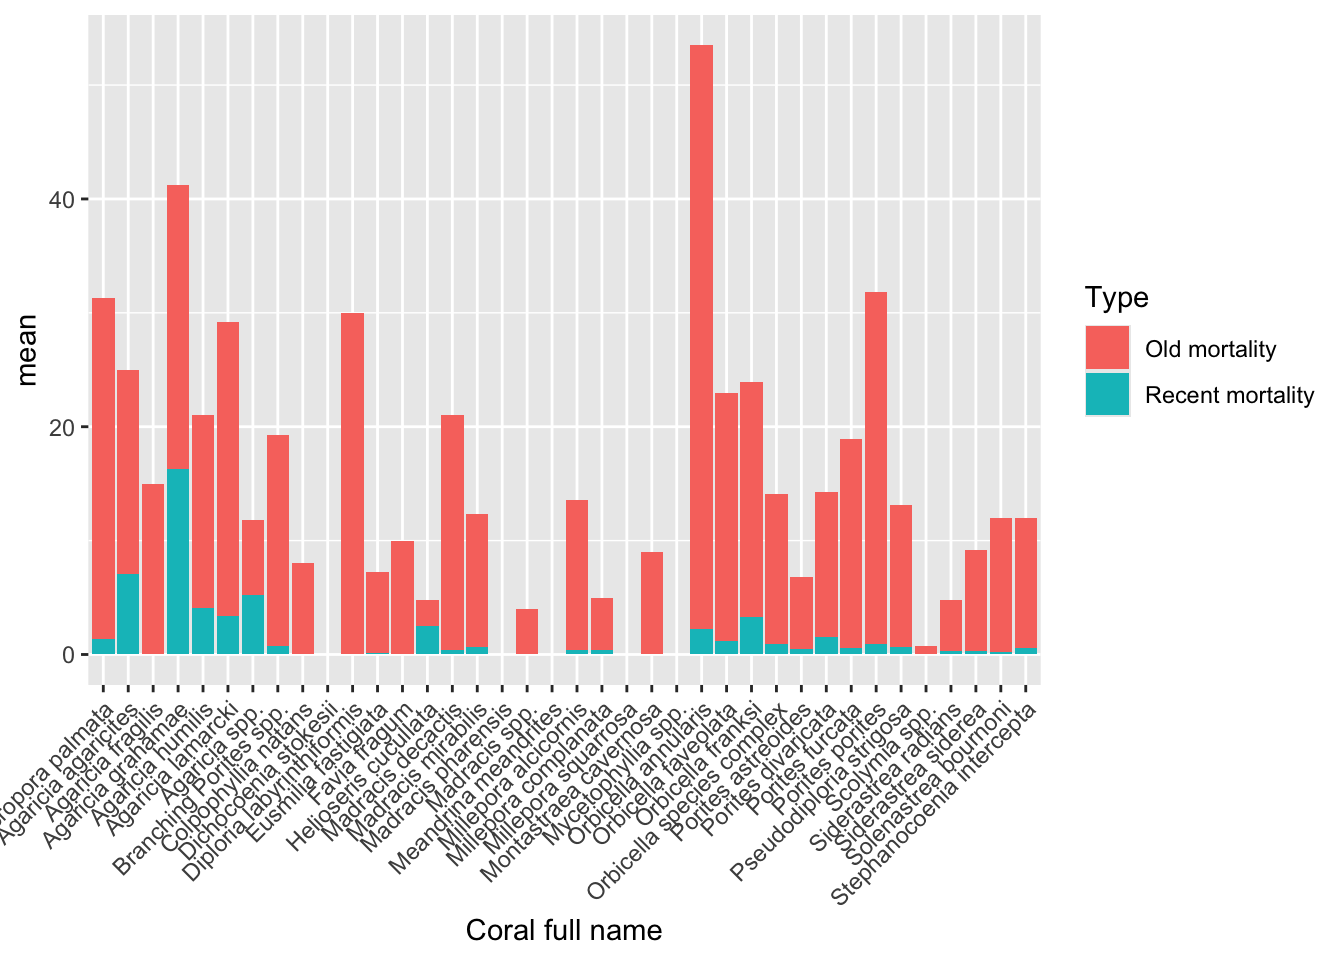 40
20
0
mean
Agaricia agaricites
Agaricia fragilis
Agaricia grahamae
Agaricia humilis
Agaricia lamarcki
Agaricia spp.
Branching Porites spp.
Colpophyllia natans
Dichocoenia stokesii
Diploria labyrinthiformis
Eusmilia fastigiata
Favia fragum
Helioseris cucullata
Madracis decactis
Madracis mirabilis
Madracis pharensis
Madracis spp.
Meandrina meandrites
Millepora alcicornis
Millepora complanata
Millepora squarrosa
Montastraea cavernosa
Mycetophyllia spp.
Orbicella annularis
Orbicella faveolata
Orbicella franksi
Orbicella species complex
Porites astreoides
Porites divaricata
Porites furcata
Porites porites
Pseudodiploria strigosa
Scolymia spp.
Siderastrea radians
Siderastrea siderea
Solenastrea bournoni
Stephanocoenia intercepta
Coral full name
Type
Old mortality
Recent mortality